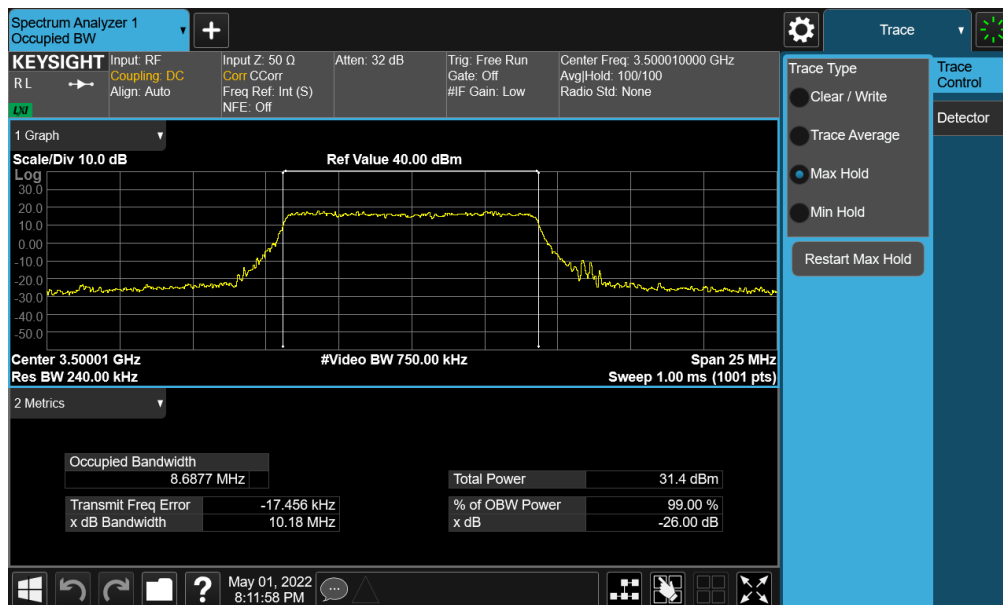 Spectrum Analyzer 1
Occupied BW
+
Trace
KEYSIGHT
R L
LXI
Input: RF
Coupling: DC
Align: Auto
Input Z: 50 Ω
Corr CCorr
Freq Ref: Int (S)
NFE: Off
Atten: 32 dB
Trig: Free Run
Gate: Off
#IF Gain: Low
Center Freq: 3.500010000 GHz
Avg|Hold: 100/100
Radio Std: None
Trace Type
Clear / Write
Trace Average
Max Hold
Min Hold
Restart Max Hold
Trace
Control
Detector
1 Graph
Scale/Div 10.0 dB
Ref Value 40.00 dBm
Log
30.0
20.0
10.0
0.00
-10.0
-20.0
-30.0
-40.0
-50.0
Center 3.50001 GHz
#Video BW 750.00 kHz
Span 25 MHz
Res BW 240.00 kHz
Sweep 1.00 ms (1001 pts)
2 Metrics
Occupied Bandwidth
8.6877 MHz
Total Power 31.4 dBm
Transmit Freq Error -17.456 kHz
% of OBW Power 99.00 %
x dB Bandwidth 10.18 MHz
x dB -26.00 dB
?
May 01, 2022
8:11:58 PM